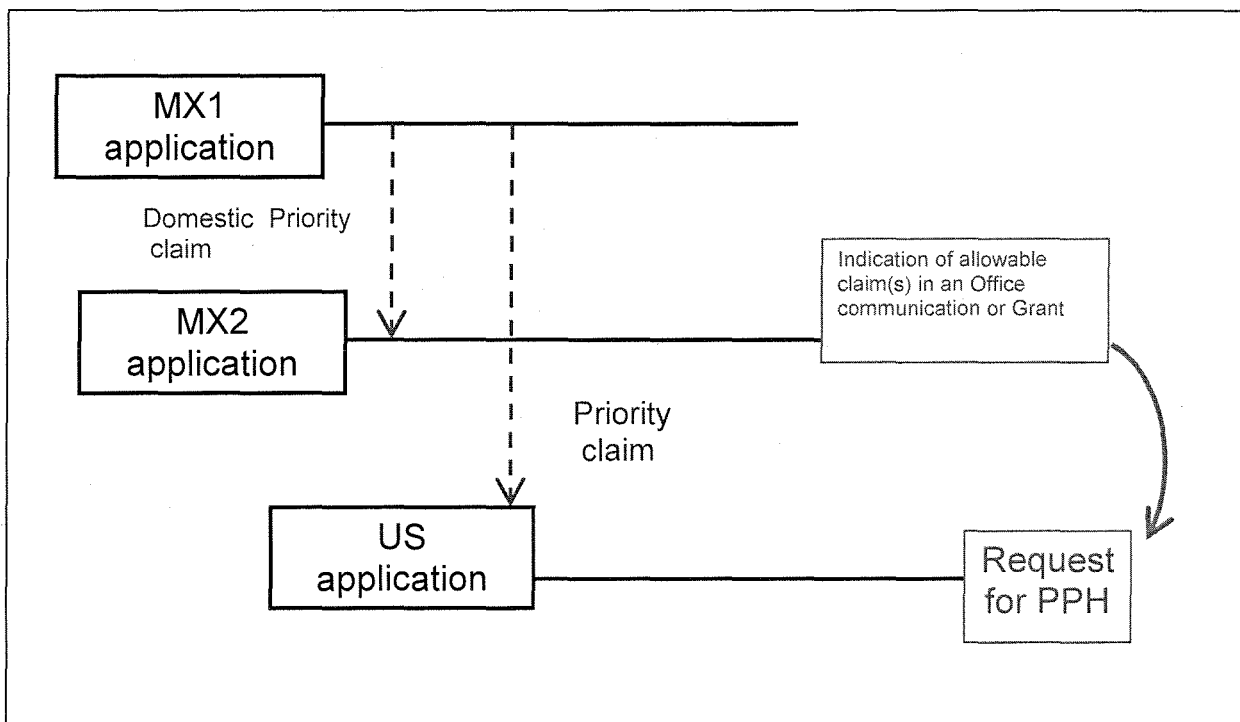 MX1
application
Domestic Priority
claim
Indication of allowable
claim(s) in an Office
communication or Grant
MX2
application
Priority
claim
US
application
Request
for PPH